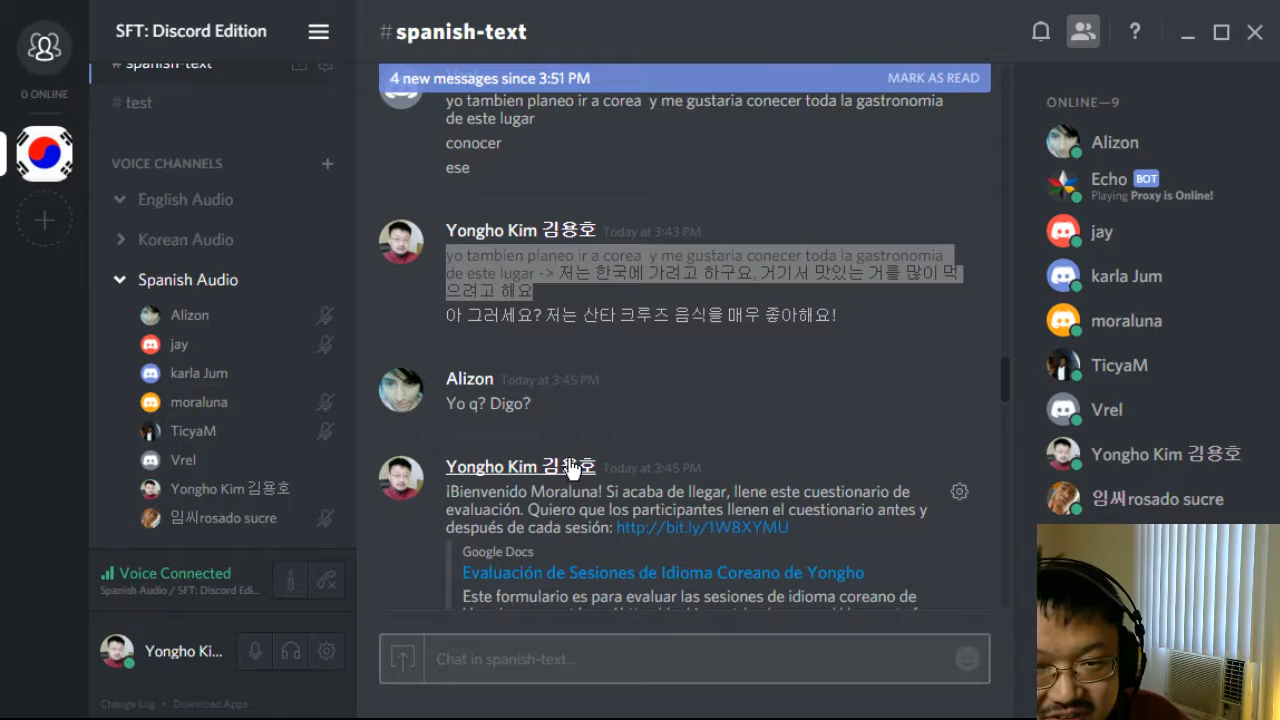 0 ONLINE
SFT: Discord Edition
# spanish-text
# test
VOICE CHANNELS
English Audio
Korean Audio
Spanish Audio
Alizon
jay
karla Jum
moraluna
TicyaM
Vrel
Yongho Kim 김용호
임씨rosado sucre
Voice Connected
Spanish Audio / SFT: Discord Edi...
Yongho Ki...
Change Log • Download Apps
# spanish-text
4 new messages since 3:51 PM MARK AS READ
yo tambien planeo ir a corea y me gustaria conecer toda la gastronomia
de este lugar
conocer
ese
Yongho Kim 김용호 Today at 3:43 PM
yo tambien planeo ir a corea y me gustaria conecer toda la gastronomia
de este lugar -> 저는 한국에 가려고 하구요, 거기서 맛있는 거를 많이 먹
으려고 해요
아 그러세요? 저는 산타 크루즈 음식을 매우 좋아해요!
Alizon Today at 3:45 PM
Yo q? Digo?
Yongho Kim 김용호 Today at 3:45 PM
¡Bienvenido Moraluna! Si acaba de llegar, llene este cuestionario de
evaluación. Quiero que los participantes llenen el cuestionario antes y
después de cada sesión: http://bit.ly/1W8XYMU
Google Docs
Evaluación de Sesiones de Idioma Coreano de Yongho
Este formulario es para evaluar las sesiones de idioma coreano de
Chat in spanish-text...
ONLINE—9
Alizon
Echo BOT
Playing Proxy is Online!
jay
karla Jum
moraluna
TicyaM
Vrel
Yongho Kim 김용호
임씨rosado sucre